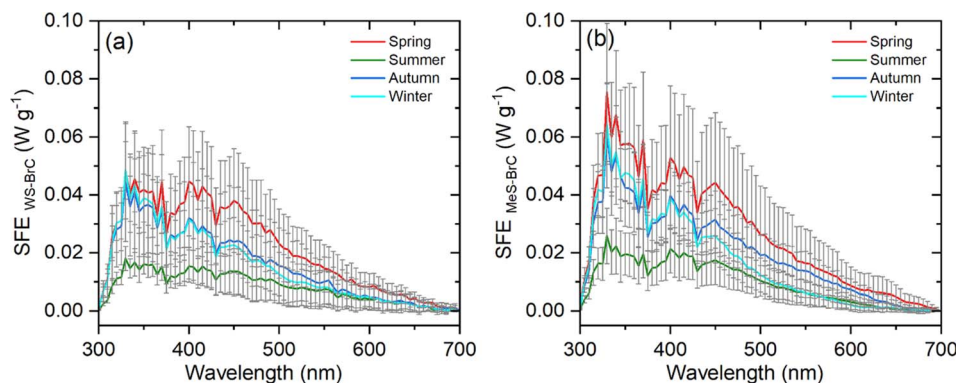 (a)
Spring
Summer
Autumn
Winter
SFE WS-BrC (W g-1)
0.10
0.08
0.06
0.04
0.02
0.00
300 400 500 600 700
Wavelength (nm)
(b)
Spring
Summer
Autumn
Winter
SFE MeS-BrC (W g-1)
0.10
0.08
0.06
0.04
0.02
0.00
300 400 500 600 700
Wavelength (nm)